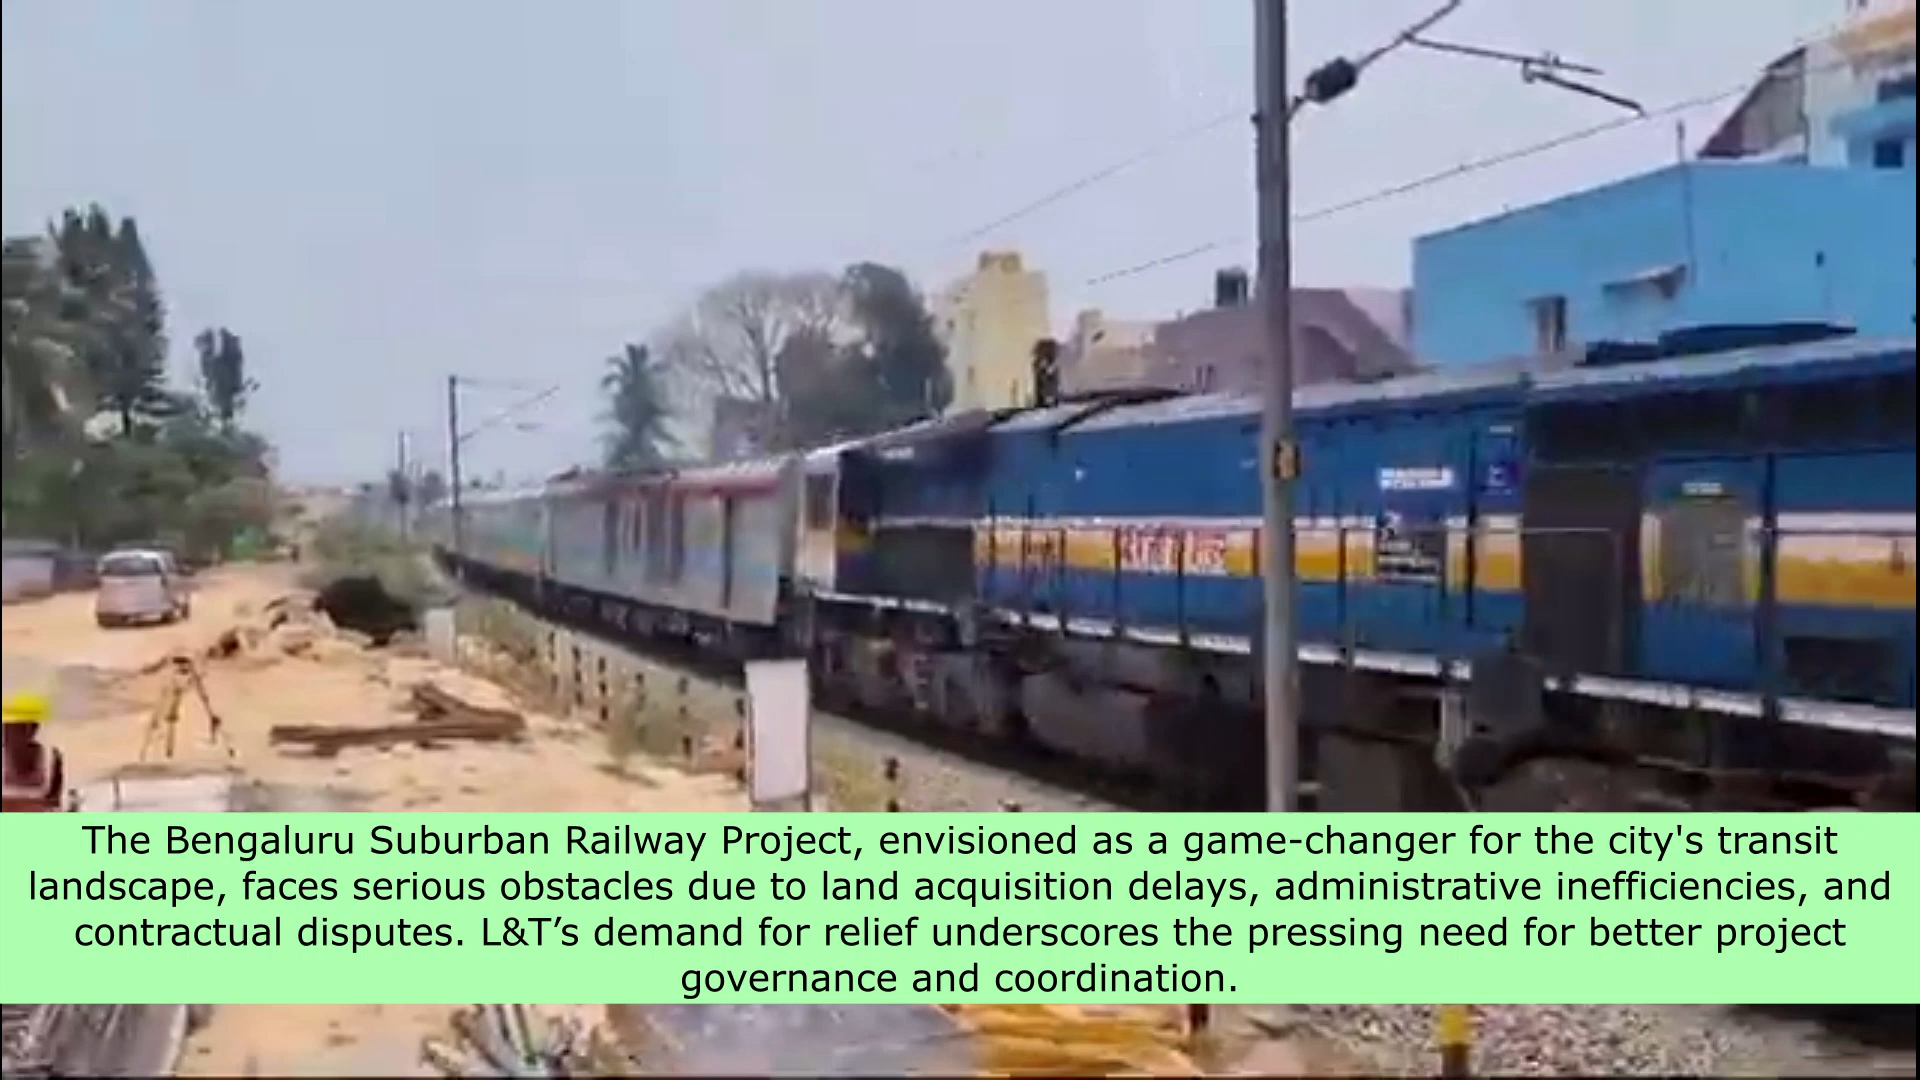 The Bengaluru Suburban Railway Project, envisioned as a game-changer for the city's transit
landscape, faces serious obstacles due to land acquisition delays, administrative inefficiencies, and
contractual disputes. L&T’s demand for relief underscores the pressing need for better project
governance and coordination.